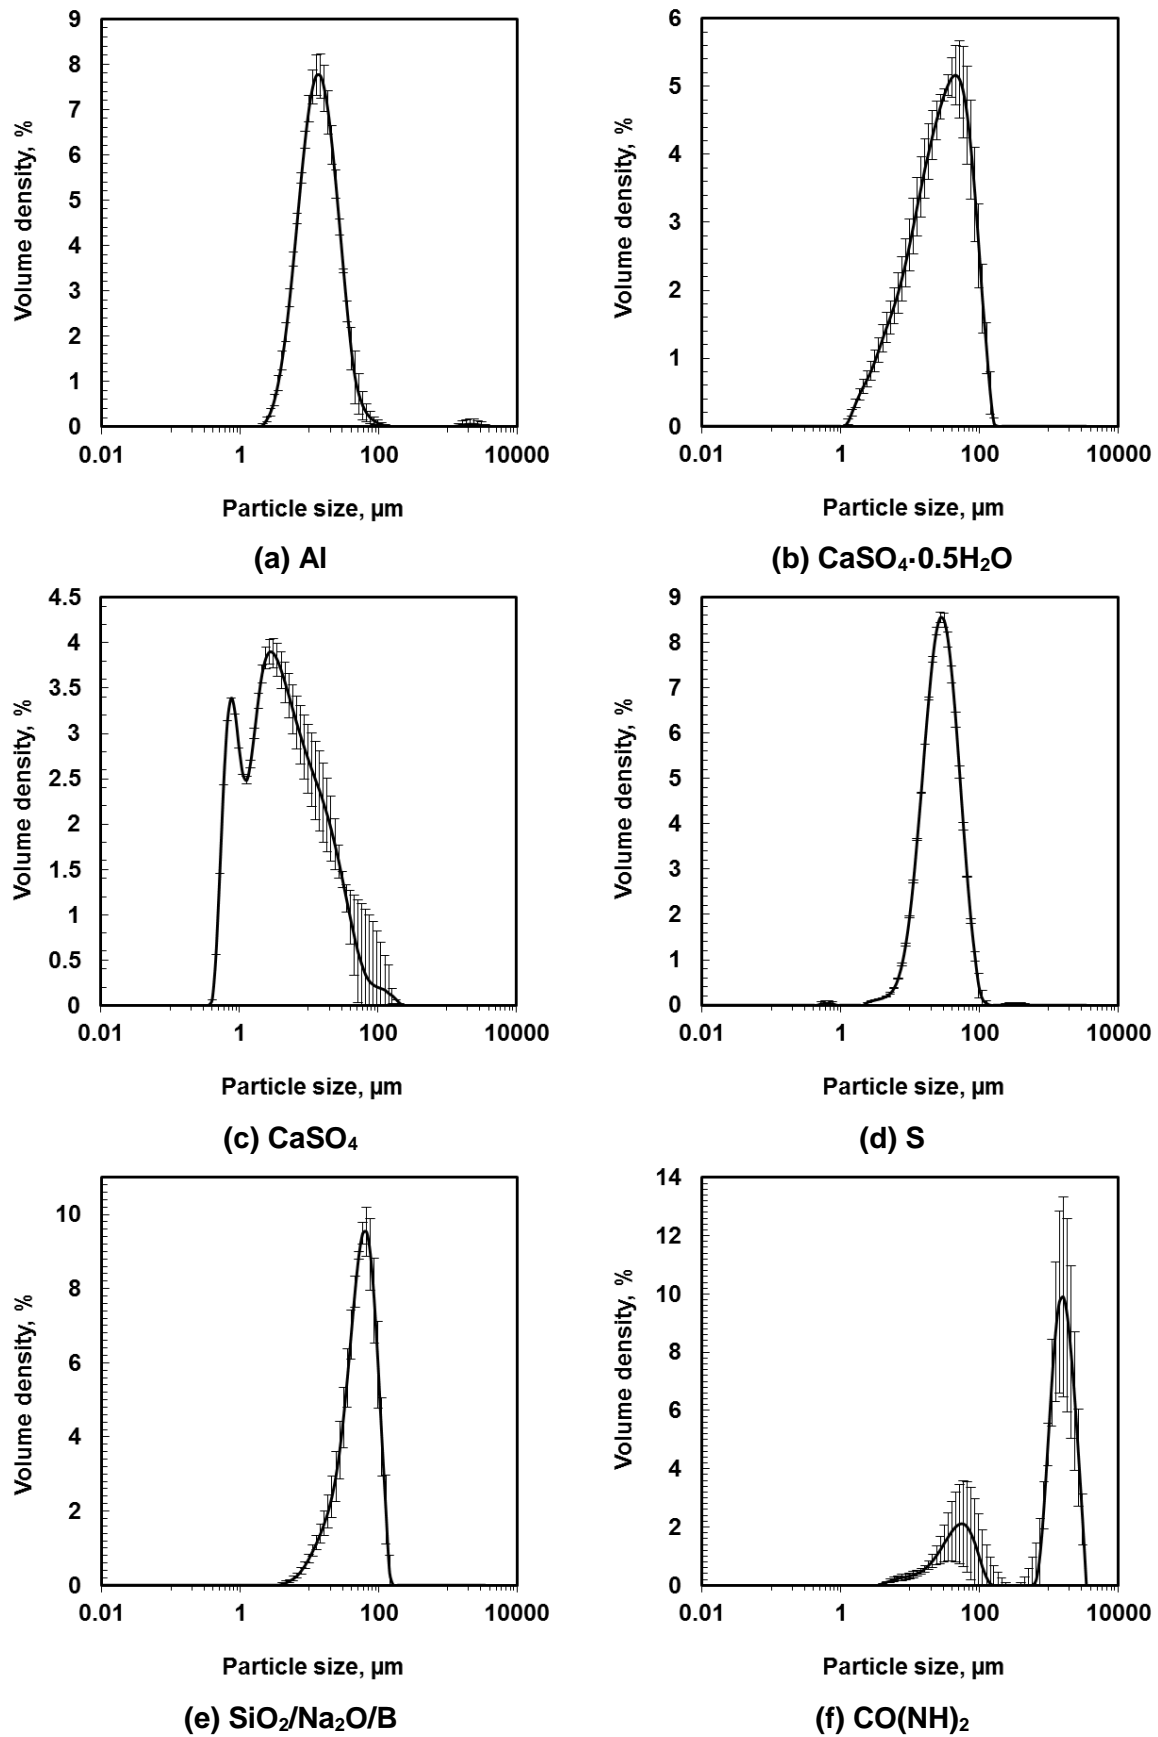 9
8
7
6
5
4
3
2
1
0
Volume density, %
0.01 1 100 10000
Particle size, µm
(a) Al
6
5
4
3
2
1
0
Volume density, %
0.01 1 100 10000
Particle size, µm
(b) CaSO₄·0.5H₂O
4.5
4
3.5
3
2.5
2
1.5
1
0.5
0
Volume density, %
0.01 1 100 10000
Particle size, µm
(c) CaSO₄
9
8
7
6
5
4
3
2
1
0
Volume density, %
0.01 1 100 10000
Particle size, µm
(d) S
10
8
6
4
2
0
Volume density, %
0.01 1 100 10000
Particle size, µm
(e) SiO₂/Na₂O/B
14
12
10
8
6
4
2
0
Volume density, %
0.01 1 100 10000
Particle size, µm
(f) CO(NH)₂